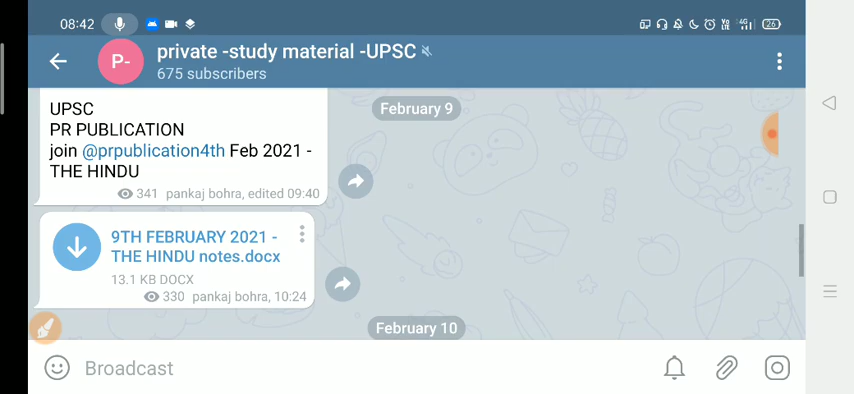 08:42
4G
26
P-
private -study material -UPSC
675 subscribers
February 9
UPSC
PR PUBLICATION
join @prpublication4th Feb 2021 -
THE HINDU
341 pankaj bohra, edited 09:40
9TH FEBRUARY 2021 -
THE HINDU notes.docx
13.1 KB DOCX
330 pankaj bohra, 10:24
February 10
Broadcast